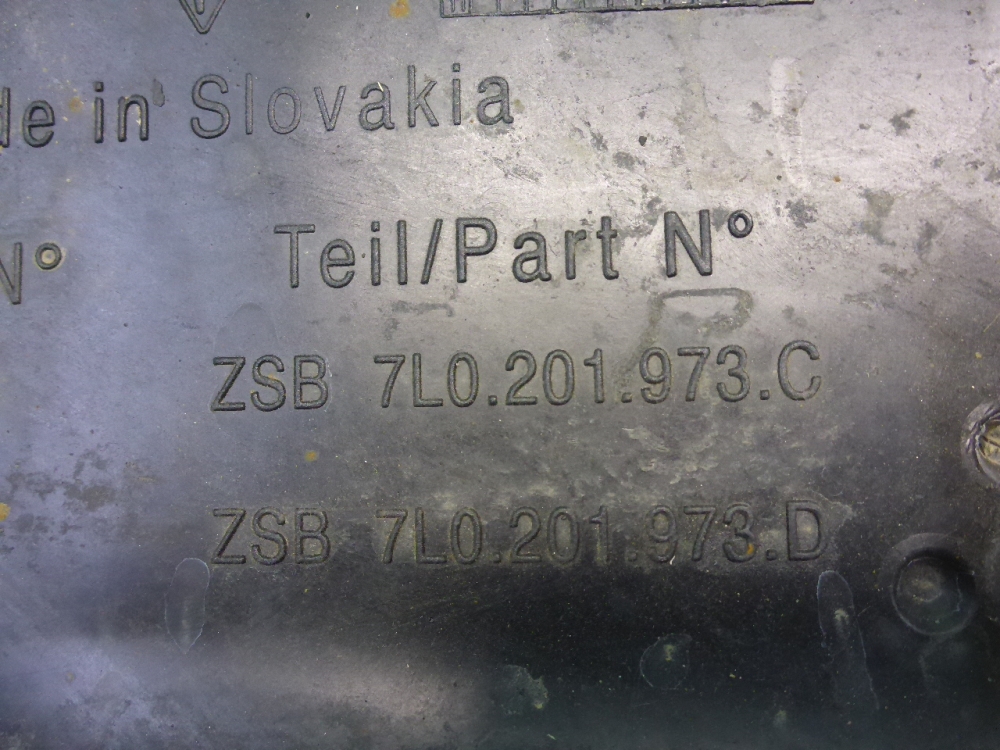 de in Slovakia
Teil/Part N°
N°
ZSB 7L0.201.973.C
ZSB 7L0.201.973.D